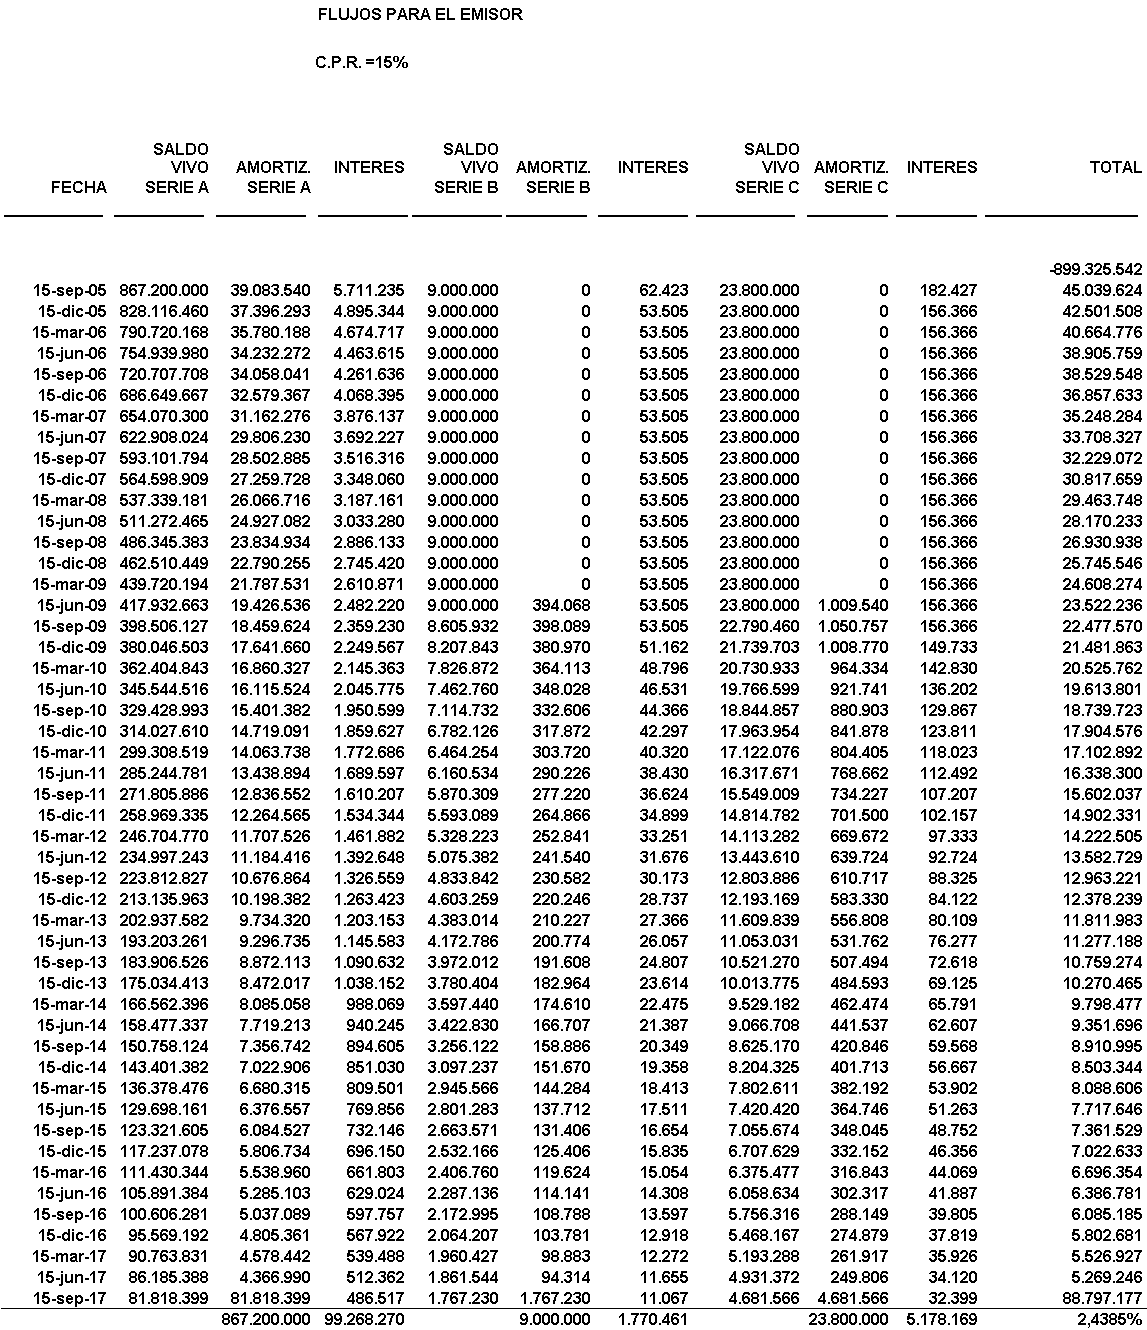 FLUJOS PARA EL EMISOR
C.P.R. =15%
SALDO SALDO SALDO
VIVO AMORTIZ. INTERES VIVO AMORTIZ. INTERES VIVO AMORTIZ. INTERES TOTAL
FECHA SERIE A SERIE A SERIE B SERIE B SERIE C SERIE C
-899.325.542
15-sep-05 867.200.000 39.083.540 5.711.235 9.000.000 0 62.423 23.800.000 0 182.427 45.039.624
15-dic-05 828.116.460 37.396.293 4.895.344 9.000.000 0 53.505 23.800.000 0 156.366 42.501.508
15-mar-06 790.720.168 35.780.188 4.674.717 9.000.000 0 53.505 23.800.000 0 156.366 40.664.776
15-jun-06 754.939.980 34.232.272 4.463.615 9.000.000 0 53.505 23.800.000 0 156.366 38.905.759
15-sep-06 720.707.708 34.058.041 4.261.636 9.000.000 0 53.505 23.800.000 0 156.366 38.529.548
15-dic-06 686.649.667 32.579.367 4.068.395 9.000.000 0 53.505 23.800.000 0 156.366 36.857.633
15-mar-07 654.070.300 31.162.276 3.876.137 9.000.000 0 53.505 23.800.000 0 156.366 35.248.284
15-jun-07 622.908.024 29.806.230 3.692.227 9.000.000 0 53.505 23.800.000 0 156.366 33.708.327
15-sep-07 593.101.794 28.502.885 3.516.316 9.000.000 0 53.505 23.800.000 0 156.366 32.229.072
15-dic-07 564.598.909 27.259.728 3.348.060 9.000.000 0 53.505 23.800.000 0 156.366 30.817.659
15-mar-08 537.339.181 26.066.716 3.187.161 9.000.000 0 53.505 23.800.000 0 156.366 29.463.748
15-jun-08 511.272.465 24.927.082 3.033.280 9.000.000 0 53.505 23.800.000 0 156.366 28.170.233
15-sep-08 486.345.383 23.834.934 2.886.133 9.000.000 0 53.505 23.800.000 0 156.366 26.930.938
15-dic-08 462.510.449 22.790.255 2.745.420 9.000.000 0 53.505 23.800.000 0 156.366 25.745.546
15-mar-09 439.720.194 21.787.531 2.610.871 9.000.000 0 53.505 23.800.000 0 156.366 24.608.274
15-jun-09 417.932.663 19.426.536 2.482.220 9.000.000 394.068 53.505 23.800.000 1.009.540 156.366 23.522.236
15-sep-09 398.506.127 18.459.624 2.359.230 8.605.932 398.089 53.505 22.790.460 1.050.757 156.366 22.477.570
15-dic-09 380.046.503 17.641.660 2.249.567 8.207.843 380.970 51.162 21.739.703 1.008.770 149.733 21.481.863
15-mar-10 362.404.843 16.860.327 2.145.363 7.826.872 364.113 48.796 20.730.933 964.334 142.830 20.525.762
15-jun-10 345.544.516 16.115.524 2.045.775 7.462.760 348.028 46.531 19.766.599 921.741 136.202 19.613.801
15-sep-10 329.428.993 15.401.382 1.950.599 7.114.732 332.606 44.366 18.844.857 880.903 129.867 18.739.723
15-dic-10 314.027.610 14.719.091 1.859.627 6.782.126 317.872 42.297 17.963.954 841.878 123.811 17.904.576
15-mar-11 299.308.519 14.063.738 1.772.686 6.464.254 303.720 40.320 17.122.076 804.405 118.023 17.102.892
15-jun-11 285.244.781 13.438.894 1.689.597 6.160.534 290.226 38.430 16.317.671 768.662 112.492 16.338.300
15-sep-11 271.805.886 12.836.552 1.610.207 5.870.309 277.220 36.624 15.549.009 734.227 107.207 15.602.037
15-dic-11 258.969.335 12.264.565 1.534.344 5.593.089 264.866 34.899 14.814.782 701.500 102.157 14.902.331
15-mar-12 246.704.770 11.707.526 1.461.882 5.328.223 252.841 33.251 14.113.282 669.672 97.333 14.222.505
15-jun-12 234.997.243 11.184.416 1.392.648 5.075.382 241.540 31.676 13.443.610 639.724 92.724 13.582.729
15-sep-12 223.812.827 10.676.864 1.326.559 4.833.842 230.582 30.173 12.803.886 610.717 88.325 12.963.221
15-dic-12 213.135.963 10.198.382 1.263.423 4.603.259 220.246 28.737 12.193.169 583.330 84.122 12.378.239
15-mar-13 202.937.582 9.734.320 1.203.153 4.383.014 210.227 27.366 11.609.839 556.808 80.109 11.811.983
15-jun-13 193.203.261 9.296.735 1.145.583 4.172.786 200.774 26.057 11.053.031 531.762 76.277 11.277.188
15-sep-13 183.906.526 8.872.113 1.090.632 3.972.012 191.608 24.807 10.521.270 507.494 72.618 10.759.274
15-dic-13 175.034.413 8.472.017 1.038.152 3.780.404 182.964 23.614 10.013.775 484.593 69.125 10.270.465
15-mar-14 166.562.396 8.085.058 988.069 3.597.440 174.610 22.475 9.529.182 462.474 65.791 9.798.477
15-jun-14 158.477.337 7.719.213 940.245 3.422.830 166.707 21.387 9.066.708 441.537 62.607 9.351.696
15-sep-14 150.758.124 7.356.742 894.605 3.256.122 158.886 20.349 8.625.170 420.846 59.568 8.910.995
15-dic-14 143.401.382 7.022.906 851.030 3.097.237 151.670 19.358 8.204.325 401.713 56.667 8.503.344
15-mar-15 136.378.476 6.680.315 809.501 2.945.566 144.284 18.413 7.802.611 382.192 53.902 8.088.606
15-jun-15 129.698.161 6.376.557 769.856 2.801.283 137.712 17.511 7.420.420 364.746 51.263 7.717.646
15-sep-15 123.321.605 6.084.527 732.146 2.663.571 131.406 16.654 7.055.674 348.045 48.752 7.361.529
15-dic-15 117.237.078 5.806.734 696.150 2.532.166 125.406 15.835 6.707.629 332.152 46.356 7.022.633
15-mar-16 111.430.344 5.538.960 661.803 2.406.760 119.624 15.054 6.375.477 316.843 44.069 6.696.354
15-jun-16 105.891.384 5.285.103 629.024 2.287.136 114.141 14.308 6.058.634 302.317 41.887 6.386.781
15-sep-16 100.606.281 5.037.089 597.757 2.172.995 108.788 13.597 5.756.316 288.149 39.805 6.085.185
15-dic-16 95.569.192 4.805.361 567.922 2.064.207 103.781 12.918 5.468.167 274.879 37.819 5.802.681
15-mar-17 90.763.831 4.578.442 539.488 1.960.427 98.883 12.272 5.193.288 261.917 35.926 5.526.927
15-jun-17 86.185.388 4.366.990 512.362 1.861.544 94.314 11.655 4.931.372 249.806 34.120 5.269.246
15-sep-17 81.818.399 81.818.399 486.517 1.767.230 1.767.230 11.067 4.681.566 4.681.566 32.399 88.797.177
867.200.000 99.268.270 9.000.000 1.770.461 23.800.000 5.178.169 2,4385%